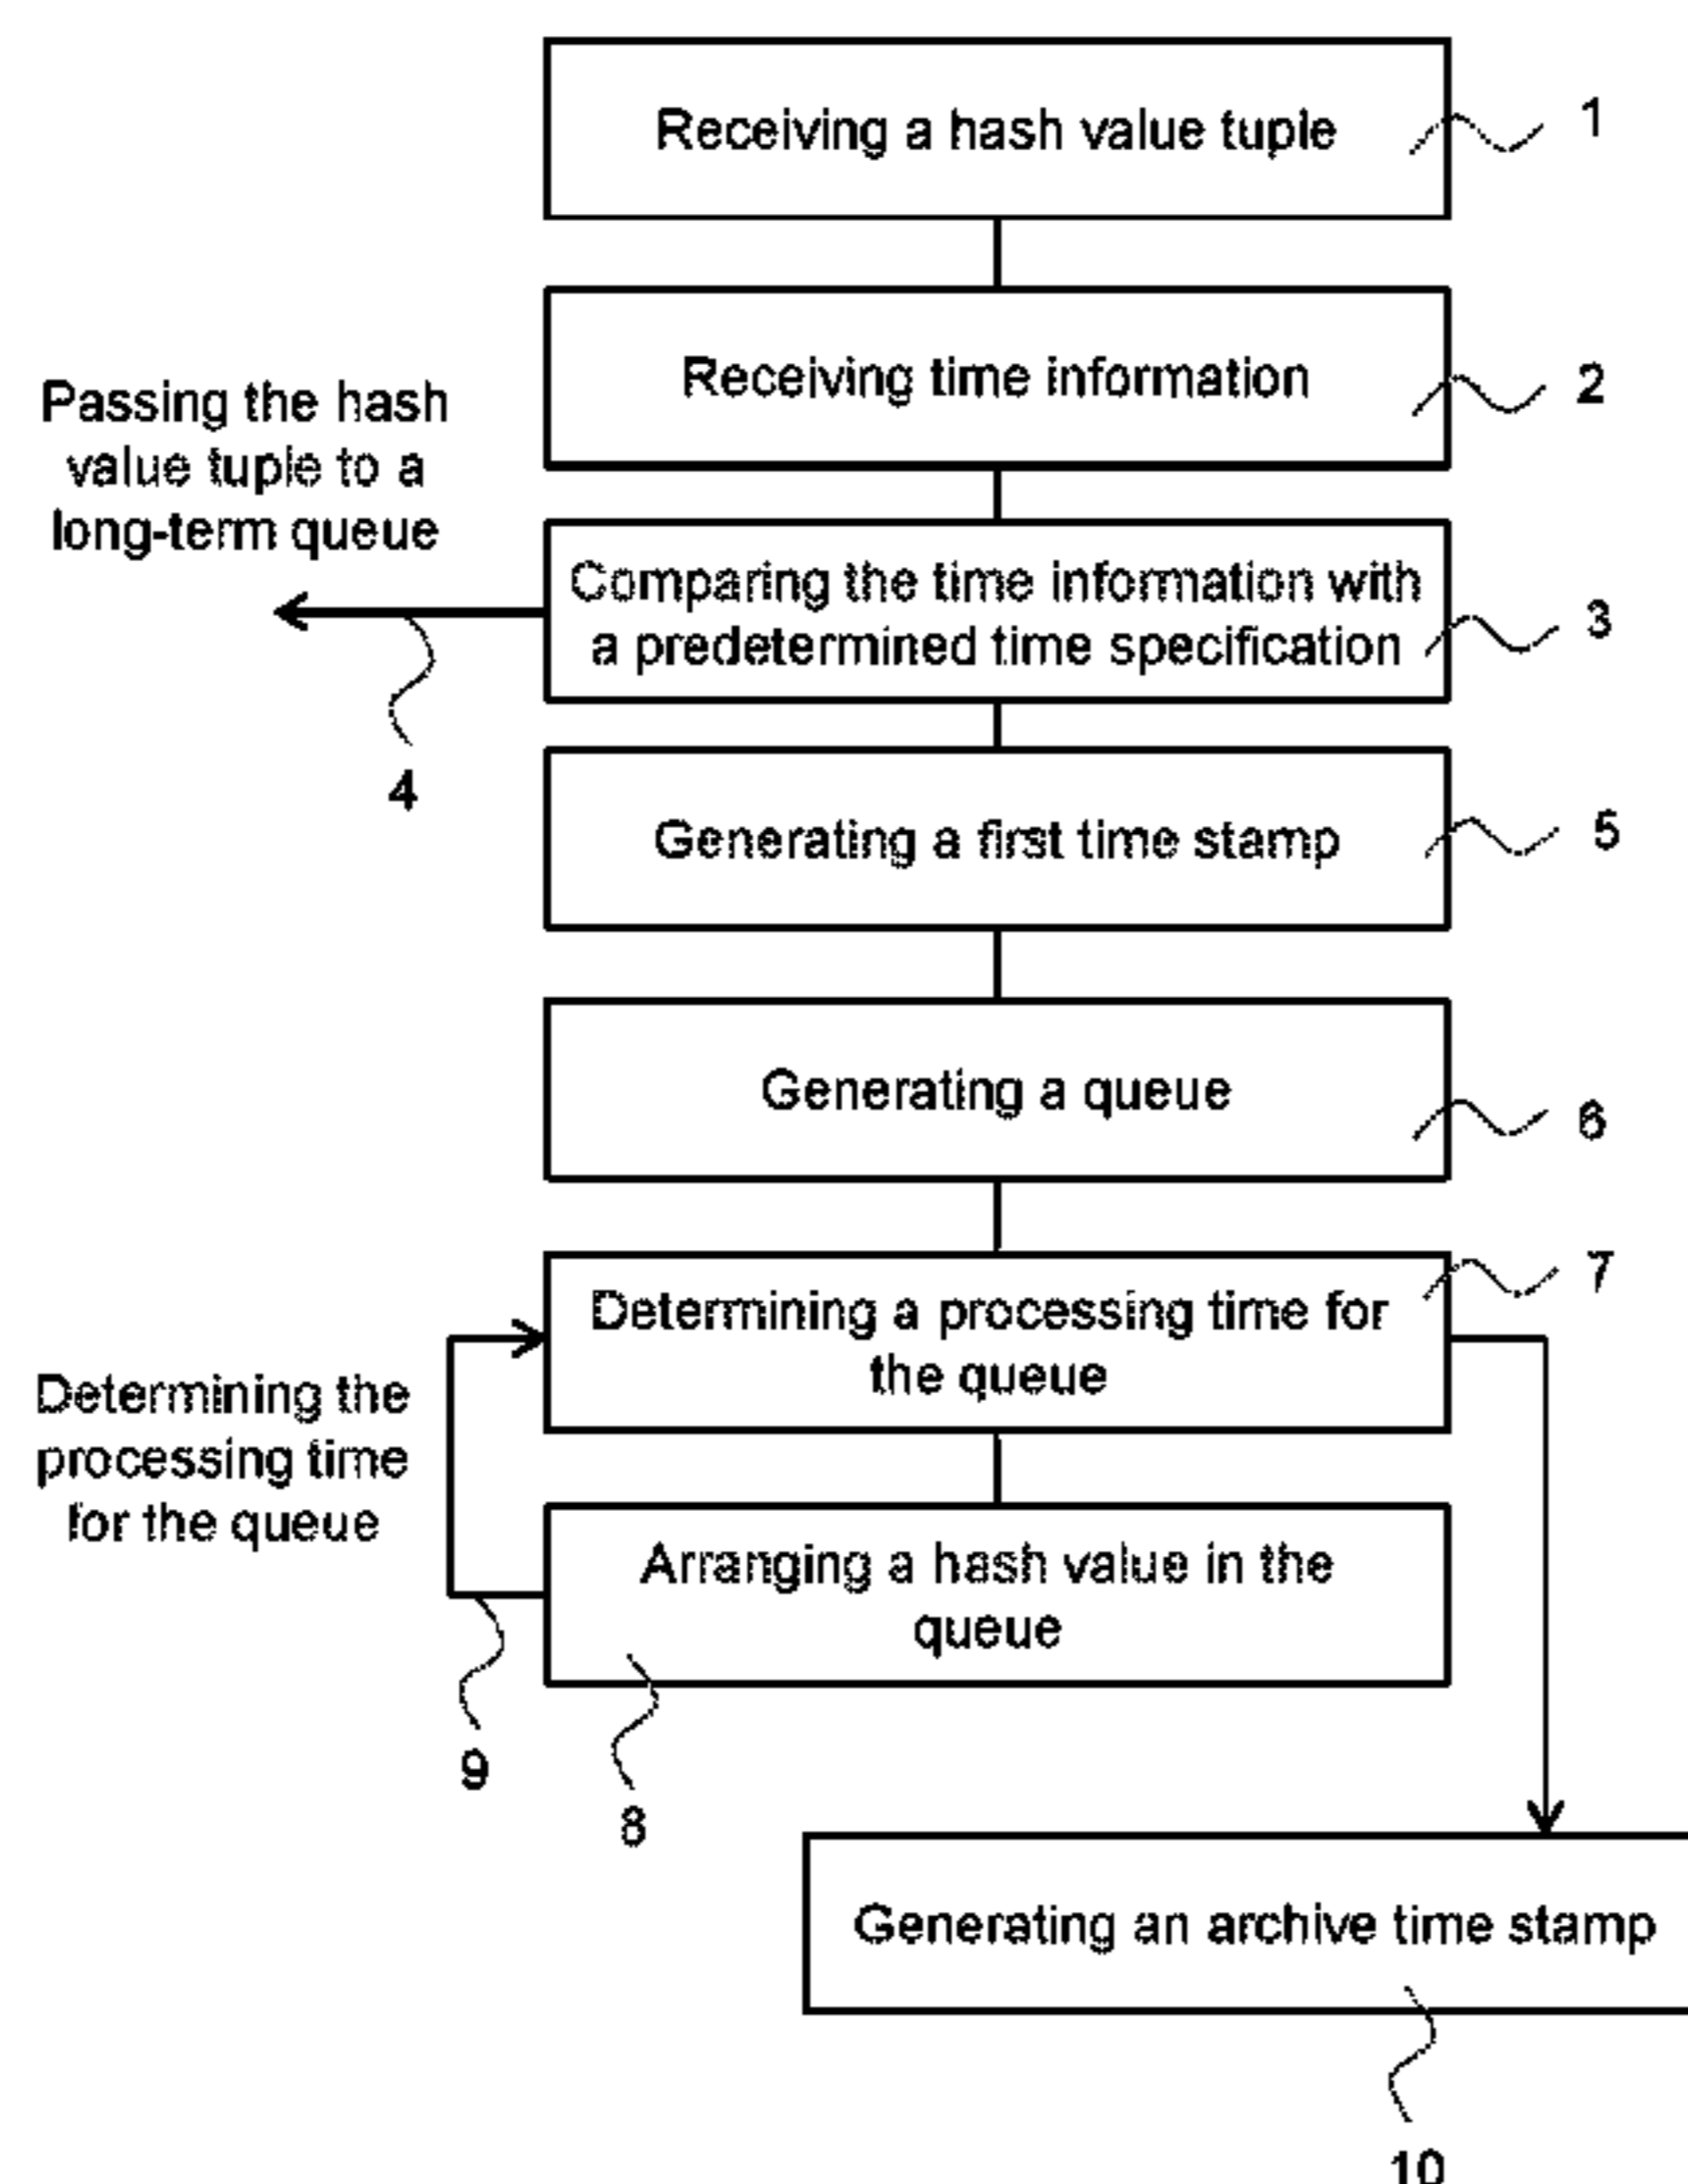 Receiving a hash value tuple
1
Receiving time information
2
Passing the hash
value tuple to a
long-term queue
Comparing the time information with
a predetermined time specification
3
4
Generating a first time stamp
5
Generating a queue
6
Determining a processing time for
the queue
7
Determining the
processing time
for the queue
Arranging a hash value in the
queue
9
8
Generating an archive time stamp
10